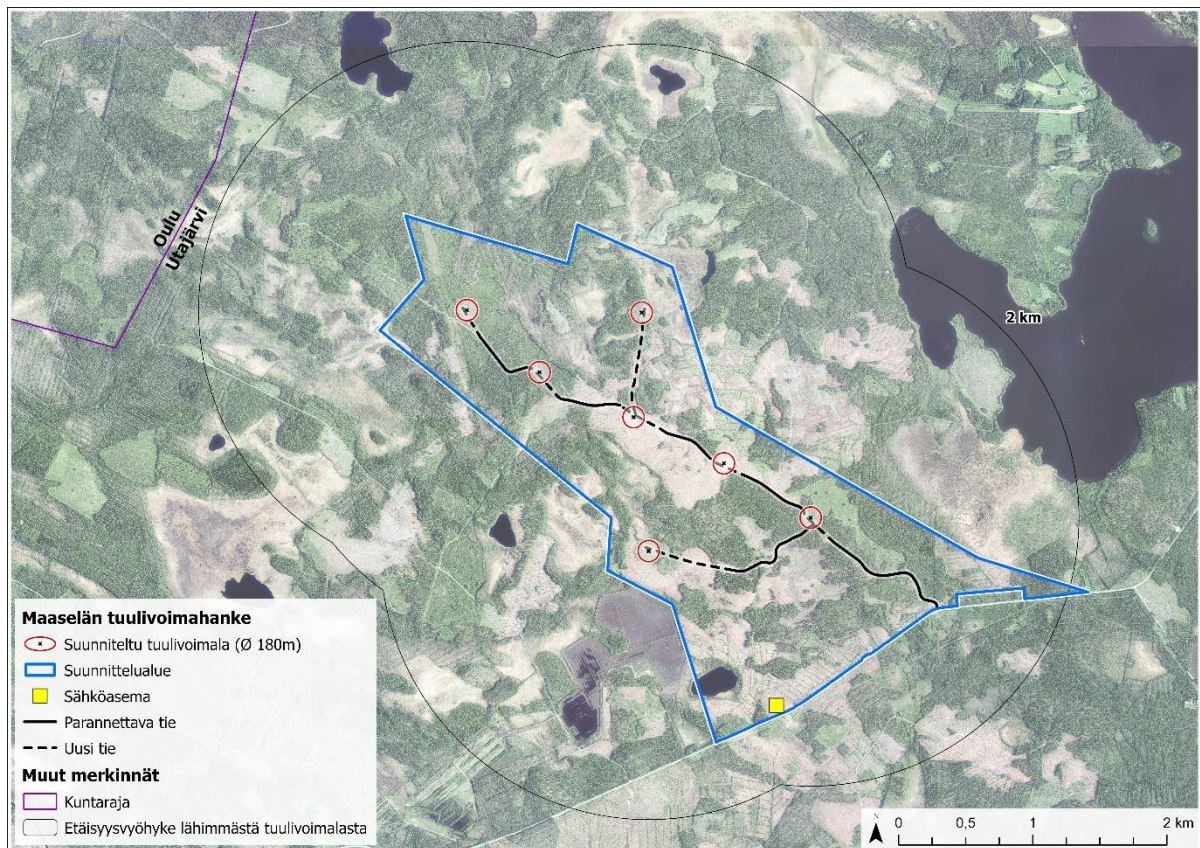 Oulu
Utajärvi
2 km
Maaselän tuulivoimahanke
Suunniteltu tuulivoimala (Ø 180m)
Suunnittelualue
Sähköasema
Parannettava tie
Uusi tie
Muut merkinnät
Kuntaraja
Etäisyysvyöhyke lähimmästä tuulivoimalasta
N
0 0,5 1 2 km